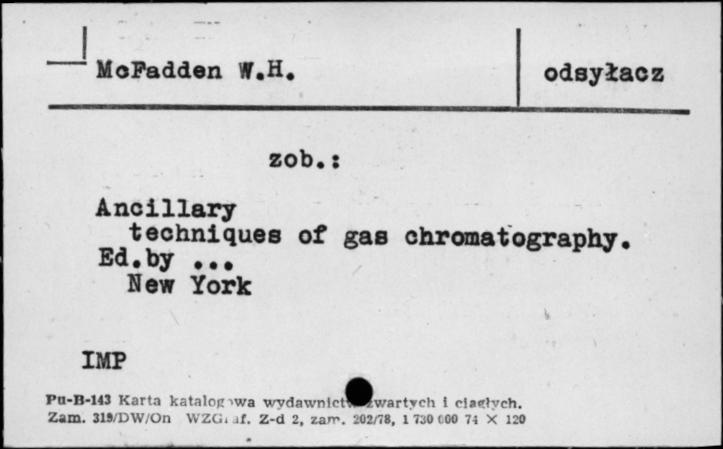 McFadden W.H. odsyłacz
zob.:
Ancillary
techniques of gas chromatography.
Ed.by ...
New York
IMP
Pu-B-143 Karta katalogowa wydawnictw zwartych i ciągłych.
Zam. 319/DW/On WZGraf. Z-d 2, zam. 202/78, 1 730 000 74 X 120